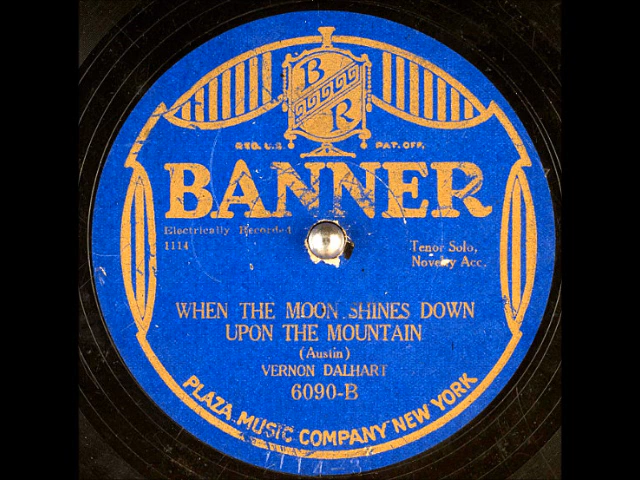 B
R
REG. U.S. PAT. OFF.
BANNER
Electrically Recorded
1114
Tenor Solo,
Novelty Acc.
WHEN THE MOON SHINES DOWN
UPON THE MOUNTAIN
(Austin)
VERNON DALHART
6090-B
PLAZA MUSIC COMPANY NEW YORK